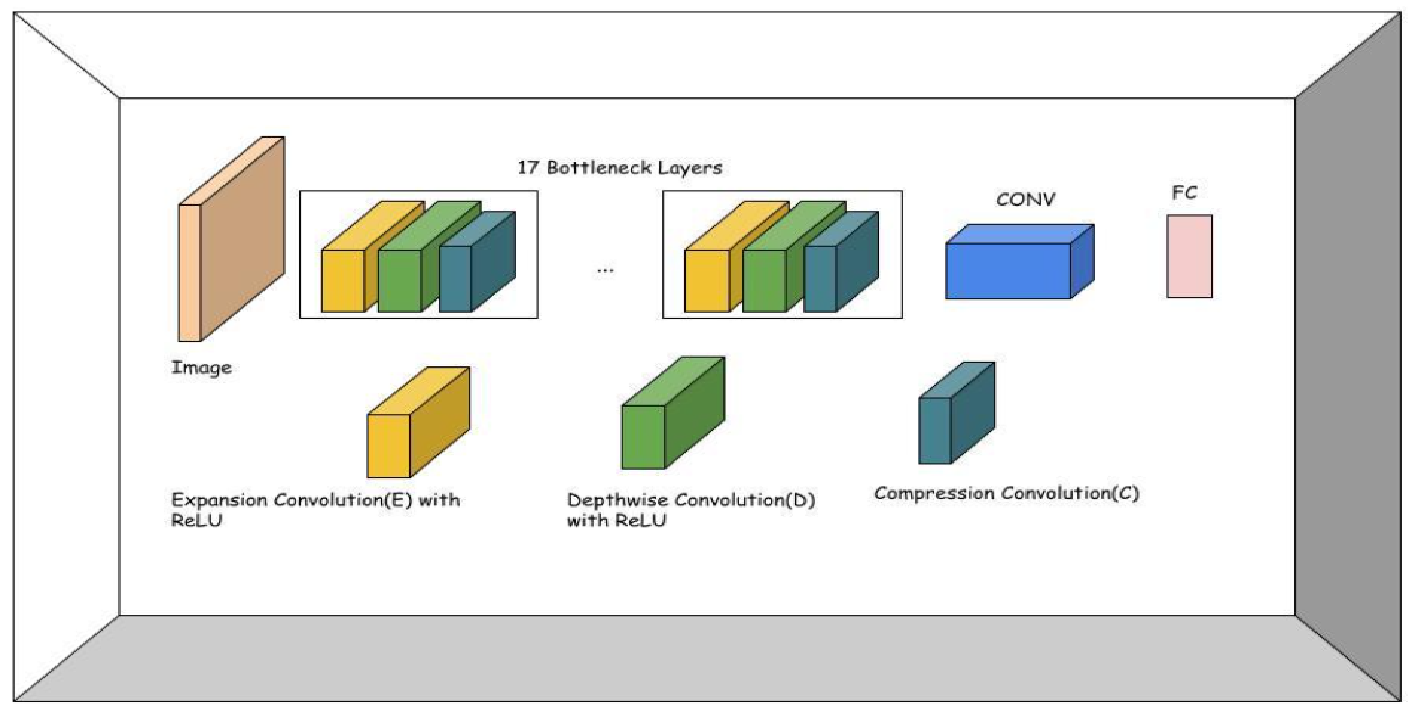 17 Bottleneck Layers
CONV
FC
...
Image
Expansion Convolution(E) with
ReLU
Depthwise Convolution(D)
with ReLU
Compression Convolution(C)